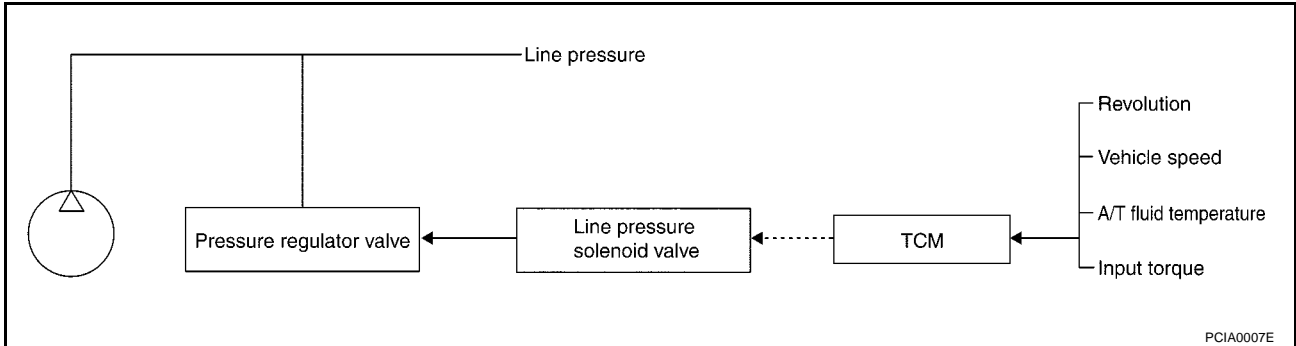 Line pressure
Revolution
Vehicle speed
A/T fluid temperature
Input torque
Pressure regulator valve
Line pressure
solenoid valve
TCM
PCIA0007E